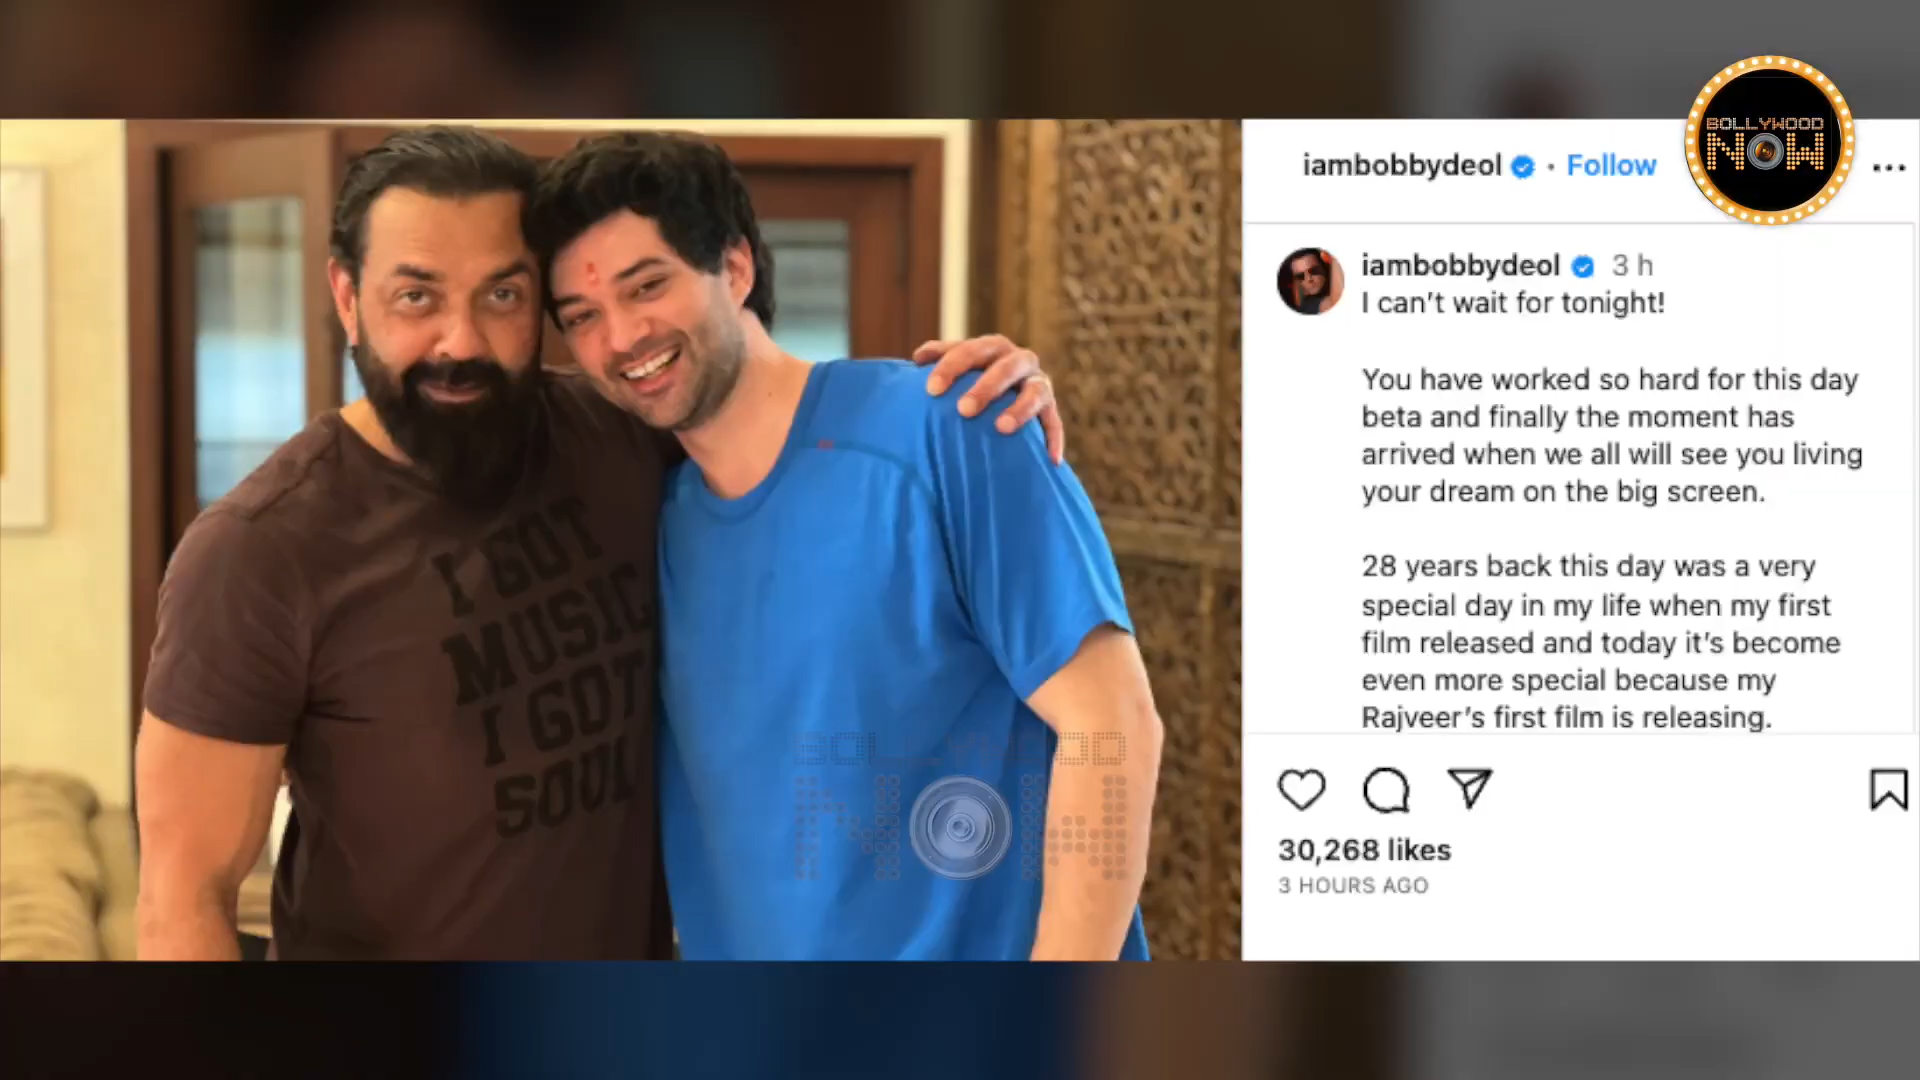 BOLLYWOOD
NOW
iambobbydeol · Follow
iambobbydeol 3 h
I can't wait for tonight!
You have worked so hard for this day
beta and finally the moment has
arrived when we all will see you living
your dream on the big screen.
28 years back this day was a very
special day in my life when my first
film released and today it's become
even more special because my
Rajveer's first film is releasing.
30,268 likes
3 HOURS AGO
I GOT
MUSIC
I GOT
SOUL
BOLLYWOOD
NOW